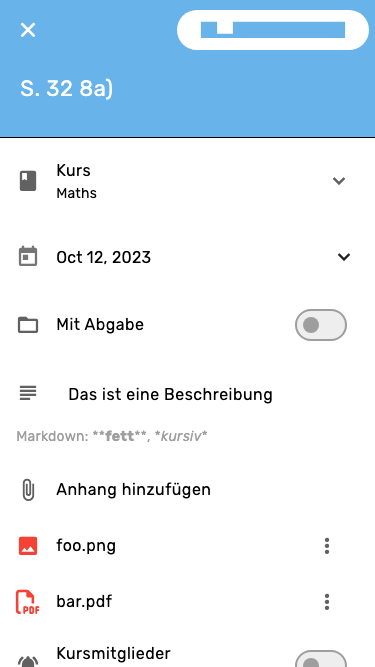 S. 32 8a)
Kurs
Maths
Oct 12, 2023
Mit Abgabe
Das ist eine Beschreibung
Markdown: **fett**, *kursiv*
Anhang hinzufügen
foo.png
PDF bar.pdf
Kursmitglieder